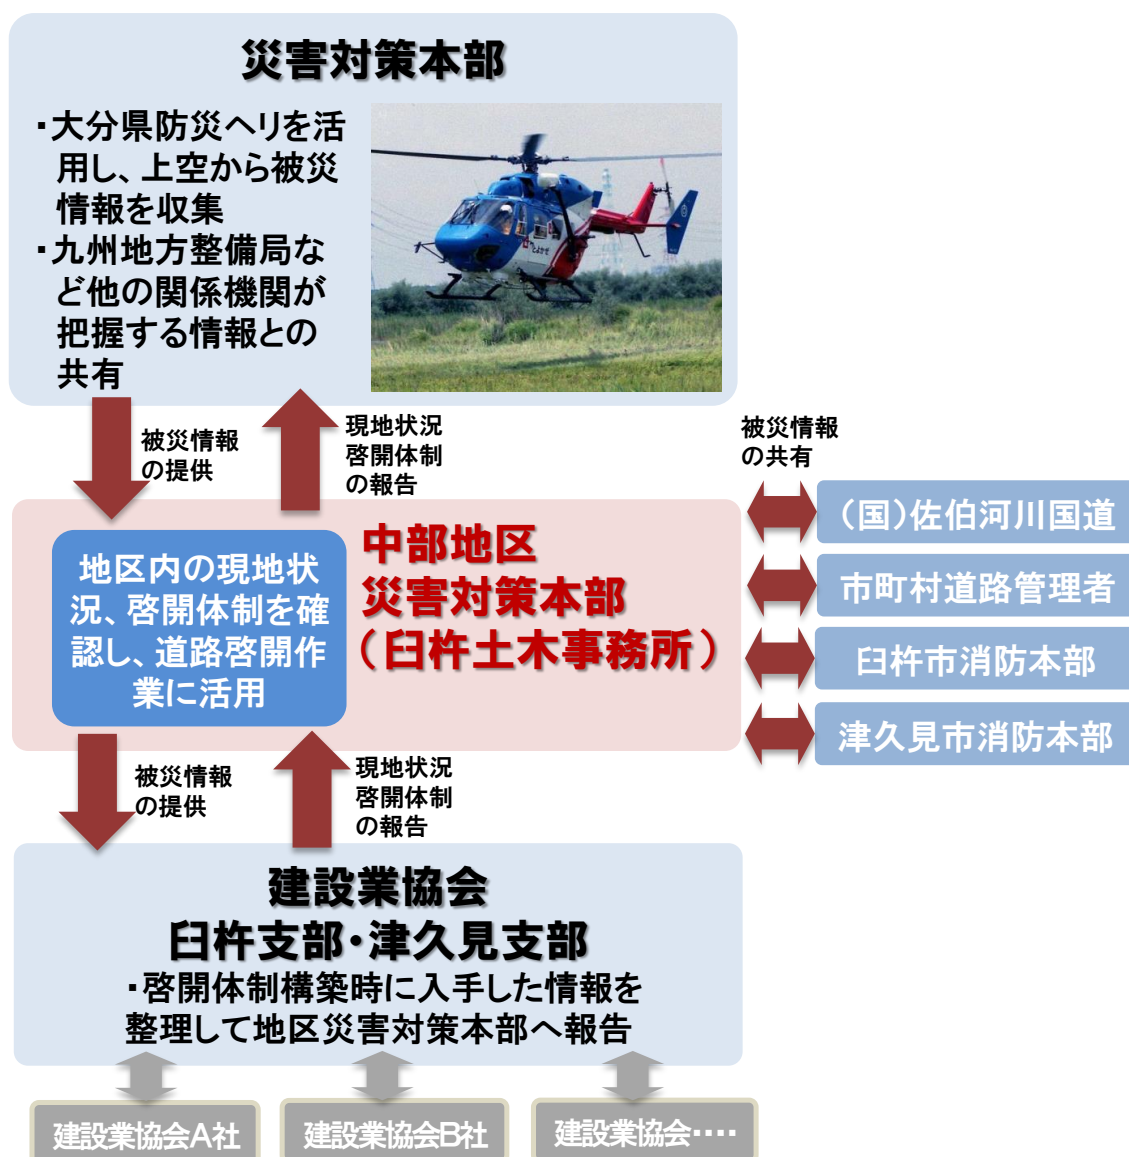 災害対策本部
・大分県防災ヘリを活
用し、上空から被災
情報を収集
・九州地方整備局な
ど他の関係機関が
把握する情報との
共有
被災情報
の提供
現地状況
啓開体制
の報告
被災情報
の共有
地区内の現地状
況、啓開体制を確
認し、道路啓開作
業に活用
中部地区
災害対策本部
（臼杵土木事務所）
（国）佐伯河川国道
市町村道路管理者
臼杵市消防本部
津久見市消防本部
被災情報
の提供
現地状況
啓開体制
の報告
建設業協会
臼杵支部・津久見支部
・啓開体制構築時に入手した情報を
整理して地区災害対策本部へ報告
建設業協会A社
建設業協会B社
建設業協会････